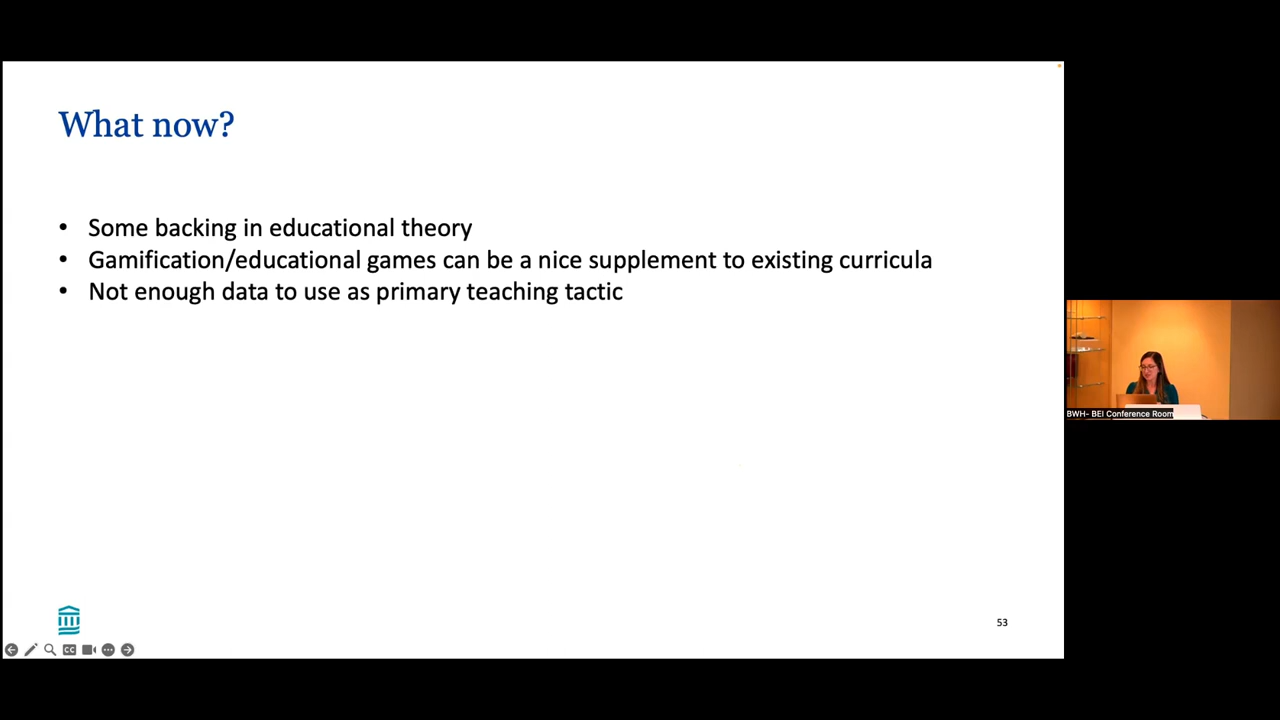 What now?
• Some backing in educational theory
• Gamification/educational games can be a nice supplement to existing curricula
• Not enough data to use as primary teaching tactic
53
CC
BWH- BEI Conference Room